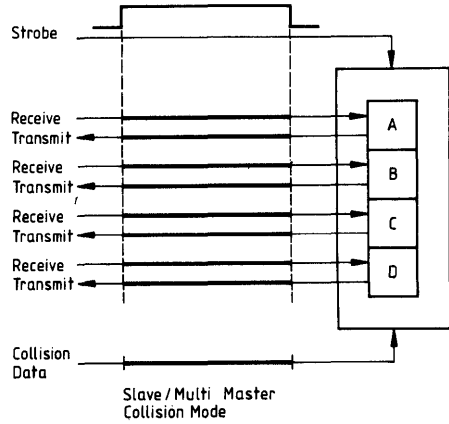 Strobe
Receive
Transmit
A
Receive
Transmit
B
Receive
Transmit
C
Receive
Transmit
D
Collision
Data
Slave/Multi Master
Collision Mode